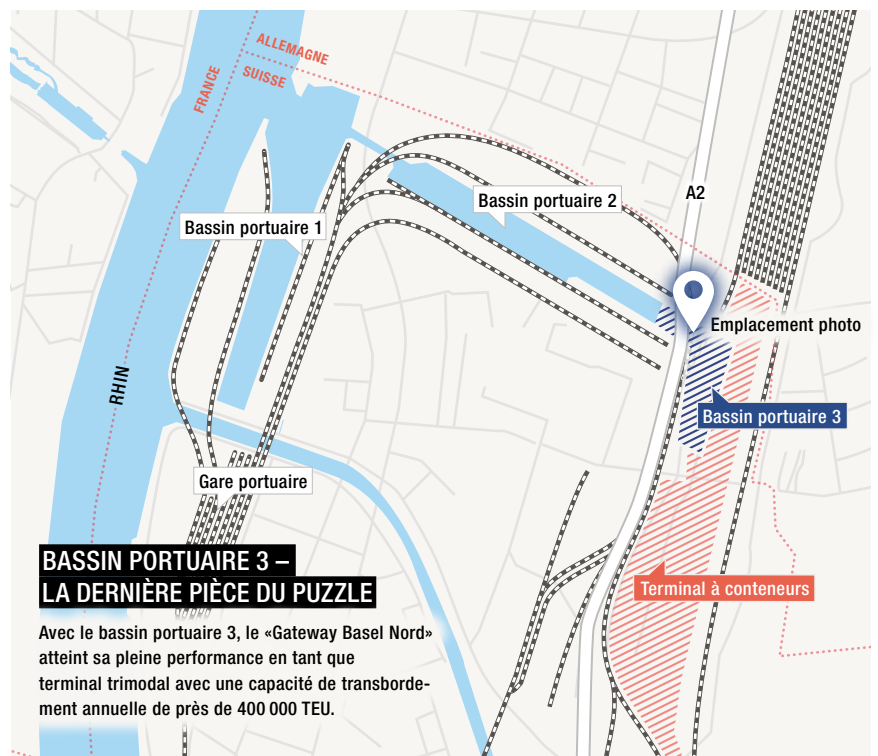 ALLEMAGNE
FRANCE
SUISSE
A2
Bassin portuaire 2
Bassin portuaire 1
Emplacement photo
RHIN
Bassin portuaire 3
Gare portuaire
BASSIN PORTUAIRE 3 –
LA DERNIÈRE PIÈCE DU PUZZLE
Terminal à conteneurs
Avec le bassin portuaire 3, le «Gateway Basel Nord»
atteint sa pleine performance en tant que
terminal trimodal avec une capacité de transborde-
ment annuelle de près de 400 000 TEU.